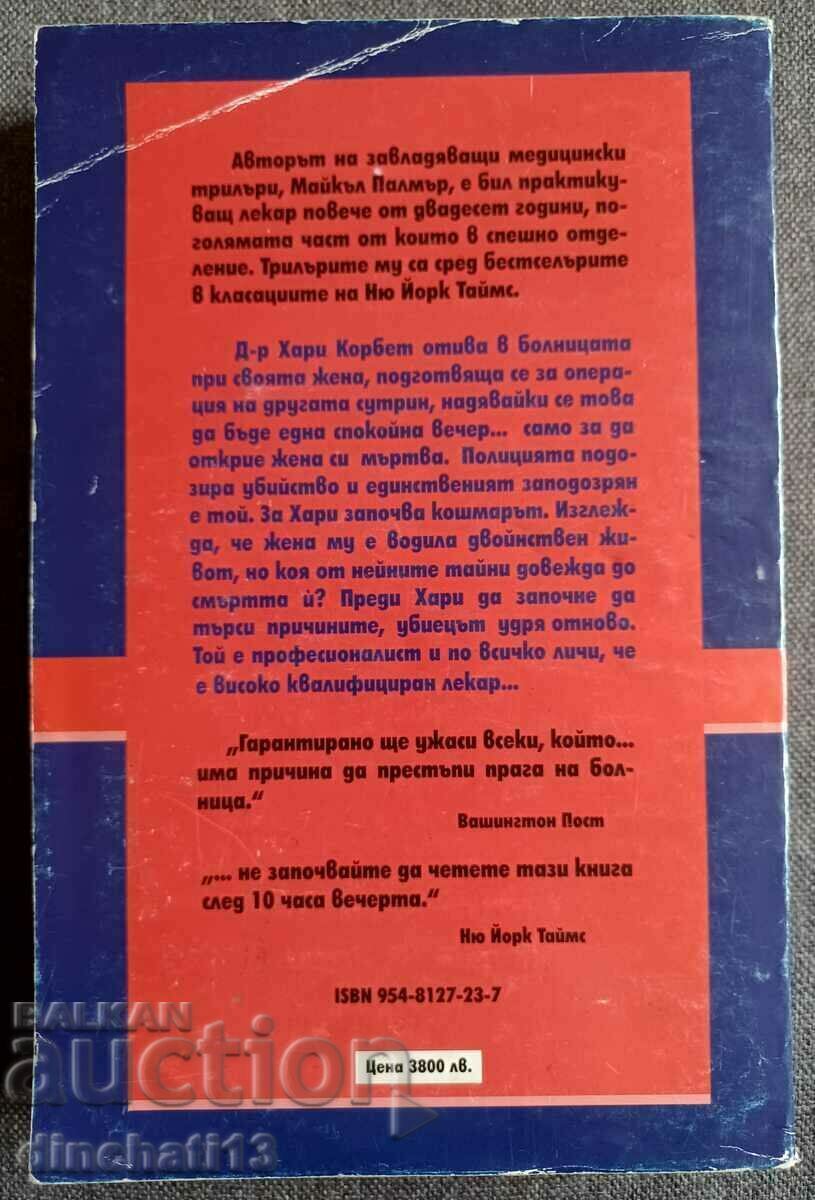 Авторът на завладяващи медицински
трилъри, Майкъл Палмър, е бил практику-
ващ лекар повече от двадесет години, по-
голямата част от които в спешно отде-
ление. Трилърите му са сред бестселърите
в класациите на Ню Йорк Таймс.
Д-р Хари Корбет отива в болницата
при своята жена, подготвяща се за опера-
ция на другата сутрин, надявайки се това
да бъде една спокойна вечер... само за да
открие жена си мъртва. Полицията подо-
зира убийство и единственият заподозрян
е той. За Хари започва кошмарът. Изглеж-
да, че жена му е водила двойнствен жи-
вот, но коя от нейните тайни довежда до
смъртта ѝ? Преди Хари да започне да
търси причините, убиецът удря отново.
Той е професионалист и по всичко личи, че
е високо квалифициран лекар...
„Гарантирано ще ужаси всеки, който...
има причина да престъпи прага на бол-
ница.“
Вашингтон Пост
„... не започвайте да четете тази книга
след 10 часа вечерта.“
Ню Йорк Таймс
ISBN 954-8127-23-7
Цена 3800 лв.
BALKAN
auction
dinchati13